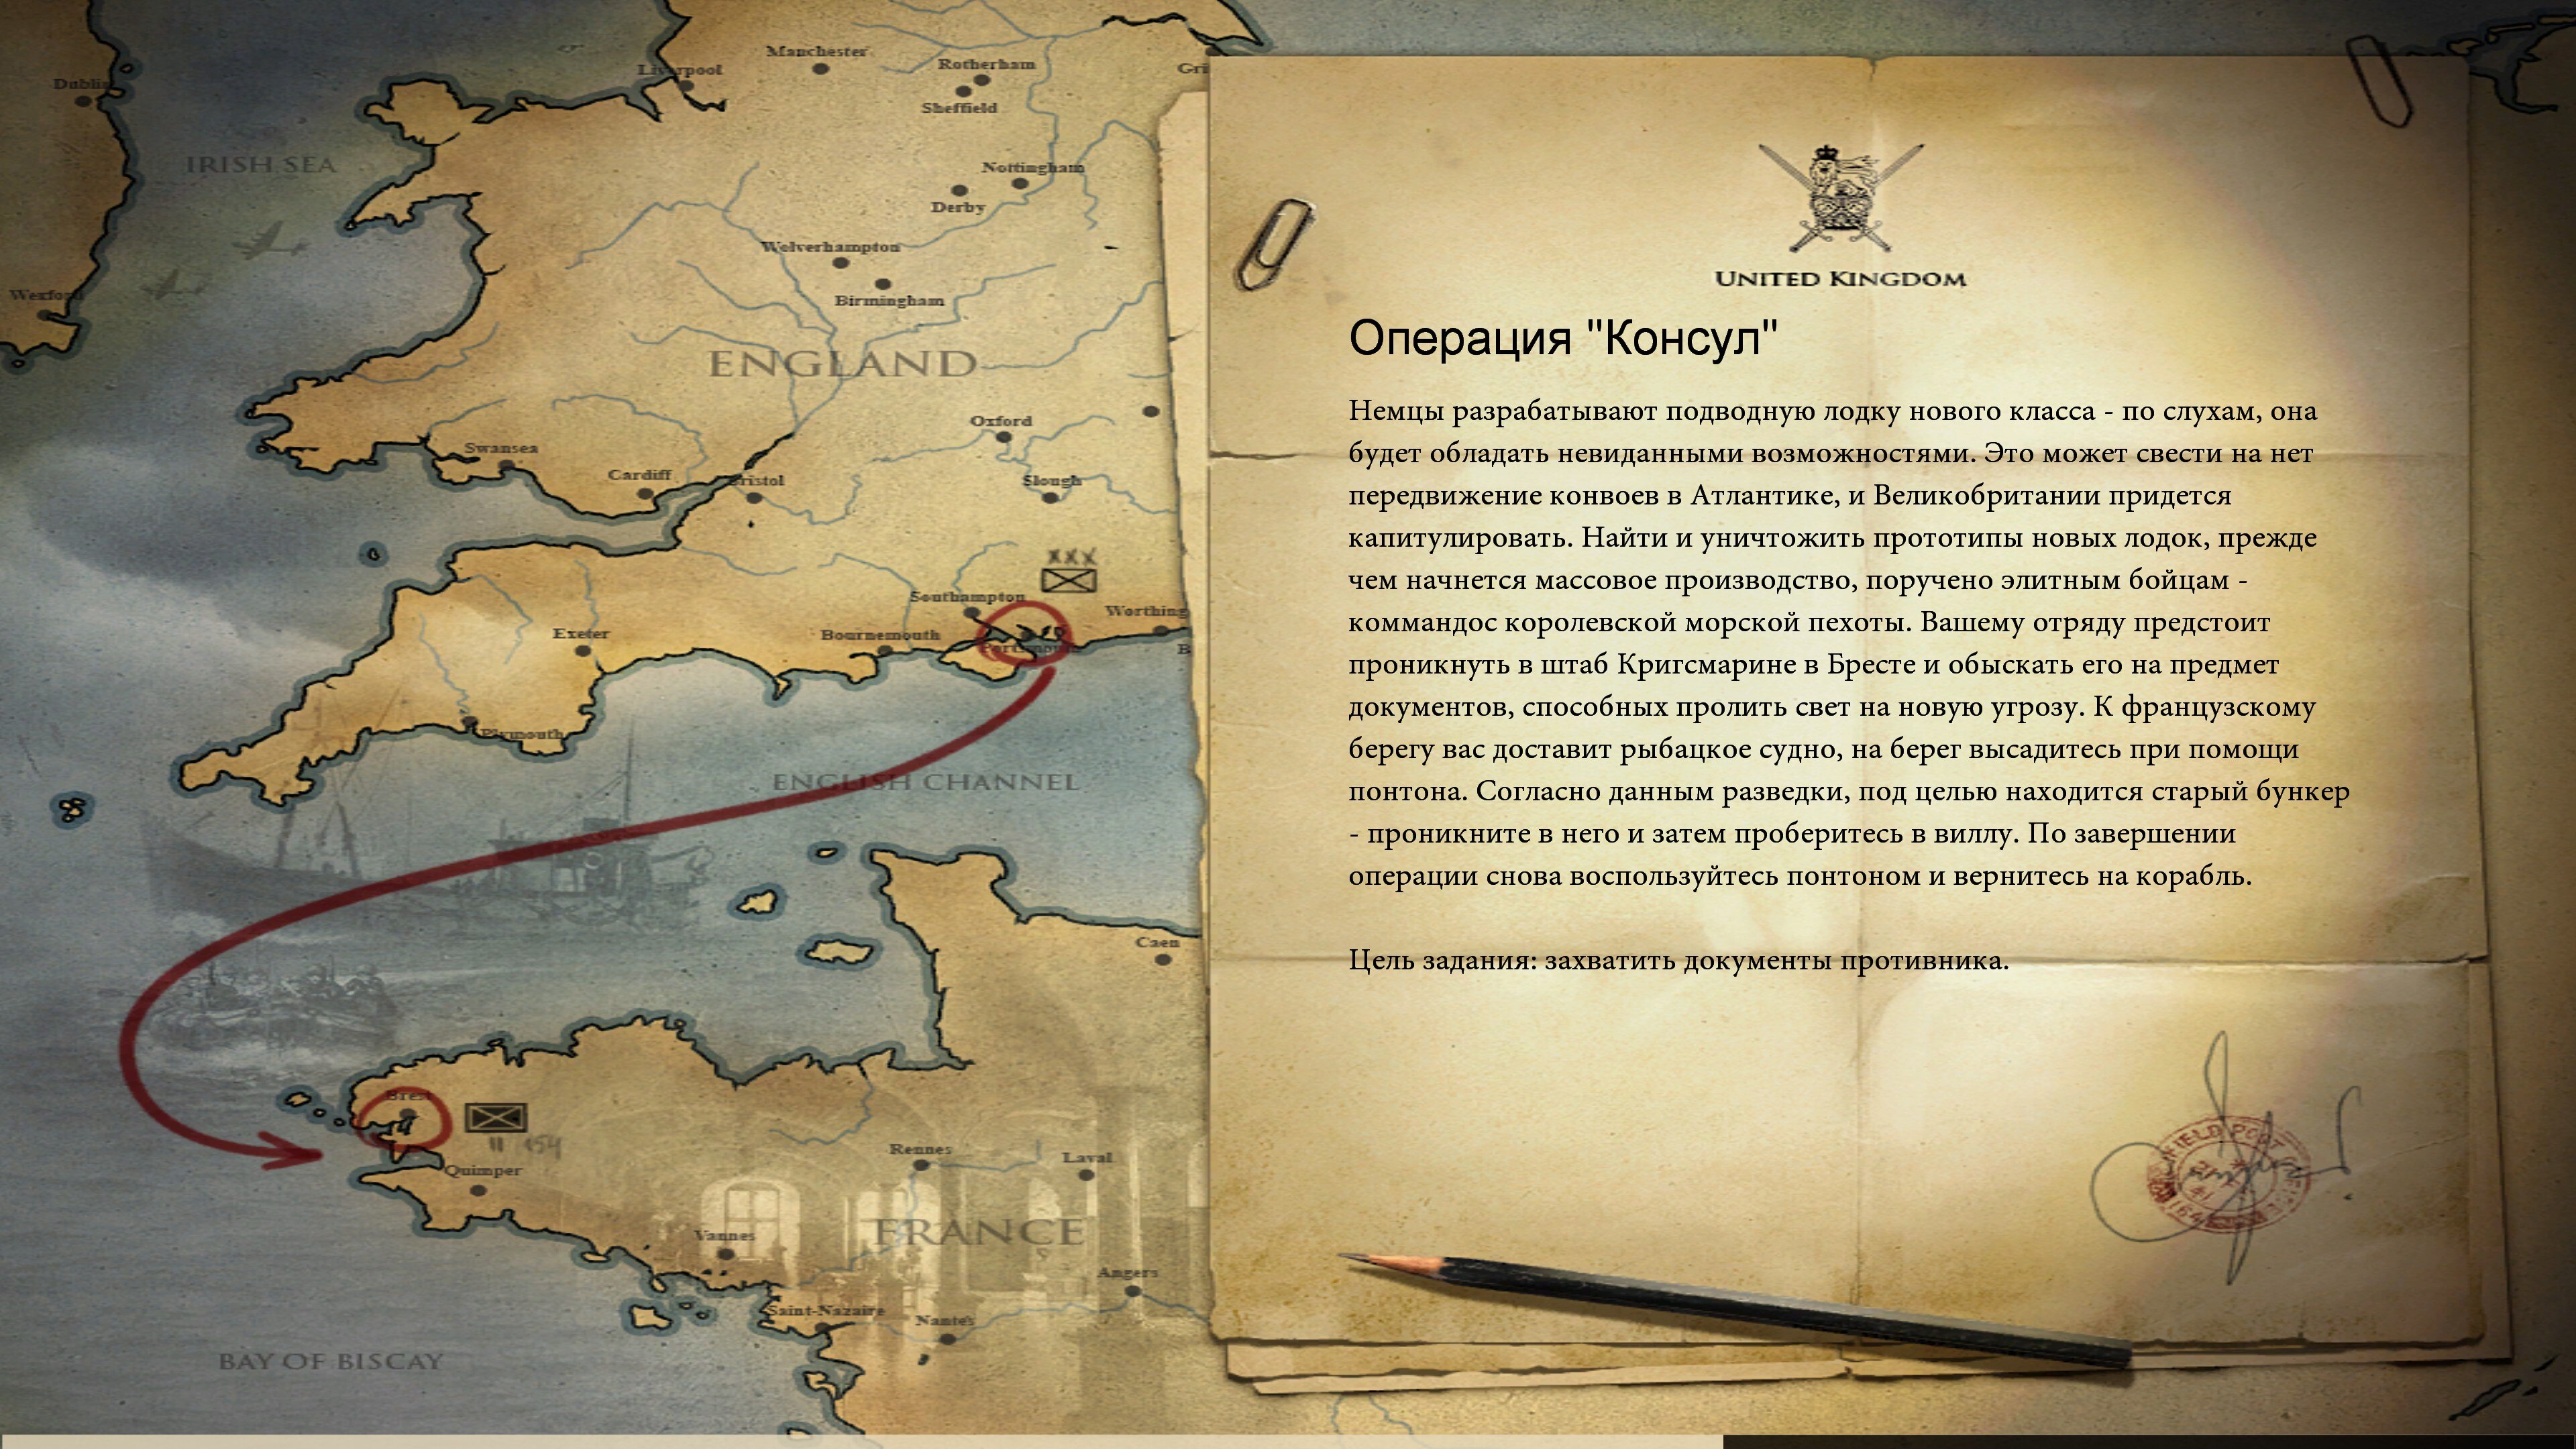 Manchester
Liverpool
Rotherham
Dublin
Sheffield
IRISH SEA
Nottingham
Derby
Wolverhampton
Wexford
Birmingham
ENGLAND
Oxford
Swansea
Cardiff
Bristol
Slough
XXX
Southampton
Worthing
Exeter
Bournemouth
Portsmouth
B
Plymouth
ENGLISH CHANNEL
Caen
Brest
Quimper
Rennes
Laval
Vannes
FRANCE
Angers
Saint-Nazaire
Nantes
BAY OF BISCAY
UNITED KINGDOM
Операция "Консул"
Немцы разрабатывают подводную лодку нового класса - по слухам, она
будет обладать невиданными возможностями. Это может свести на нет
передвижение конвоев в Атлантике, и Великобритании придется
капитулировать. Найти и уничтожить прототипы новых лодок, прежде
чем начнется массовое производство, поручено элитным бойцам -
коммандос королевской морской пехоты. Вашему отряду предстоит
проникнуть в штаб Кригсмарине в Бресте и обыскать его на предмет
документов, способных пролить свет на новую угрозу. К французскому
берегу вас доставит рыбацкое судно, на берег высадитесь при помощи
понтона. Согласно данным разведки, под целью находится старый бункер
- проникните в него и затем проберитесь в виллу. По завершении
операции снова воспользуйтесь понтоном и вернитесь на корабль.
Цель задания: захватить документы противника.
FIELD POST